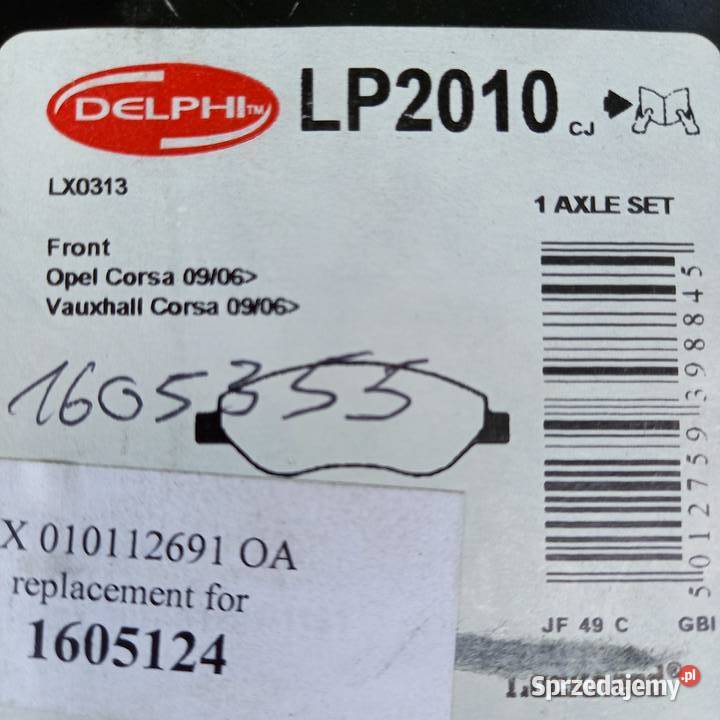 DELPHI™ LP2010 CJ
LX0313
1 AXLE SET
Front
Opel Corsa 09/06>
Vauxhall Corsa 09/06>
1605355
5012759398845
X 010112691 OA
replacement for
1605124
JF 49 C GBI
Sprzedajemy.pl